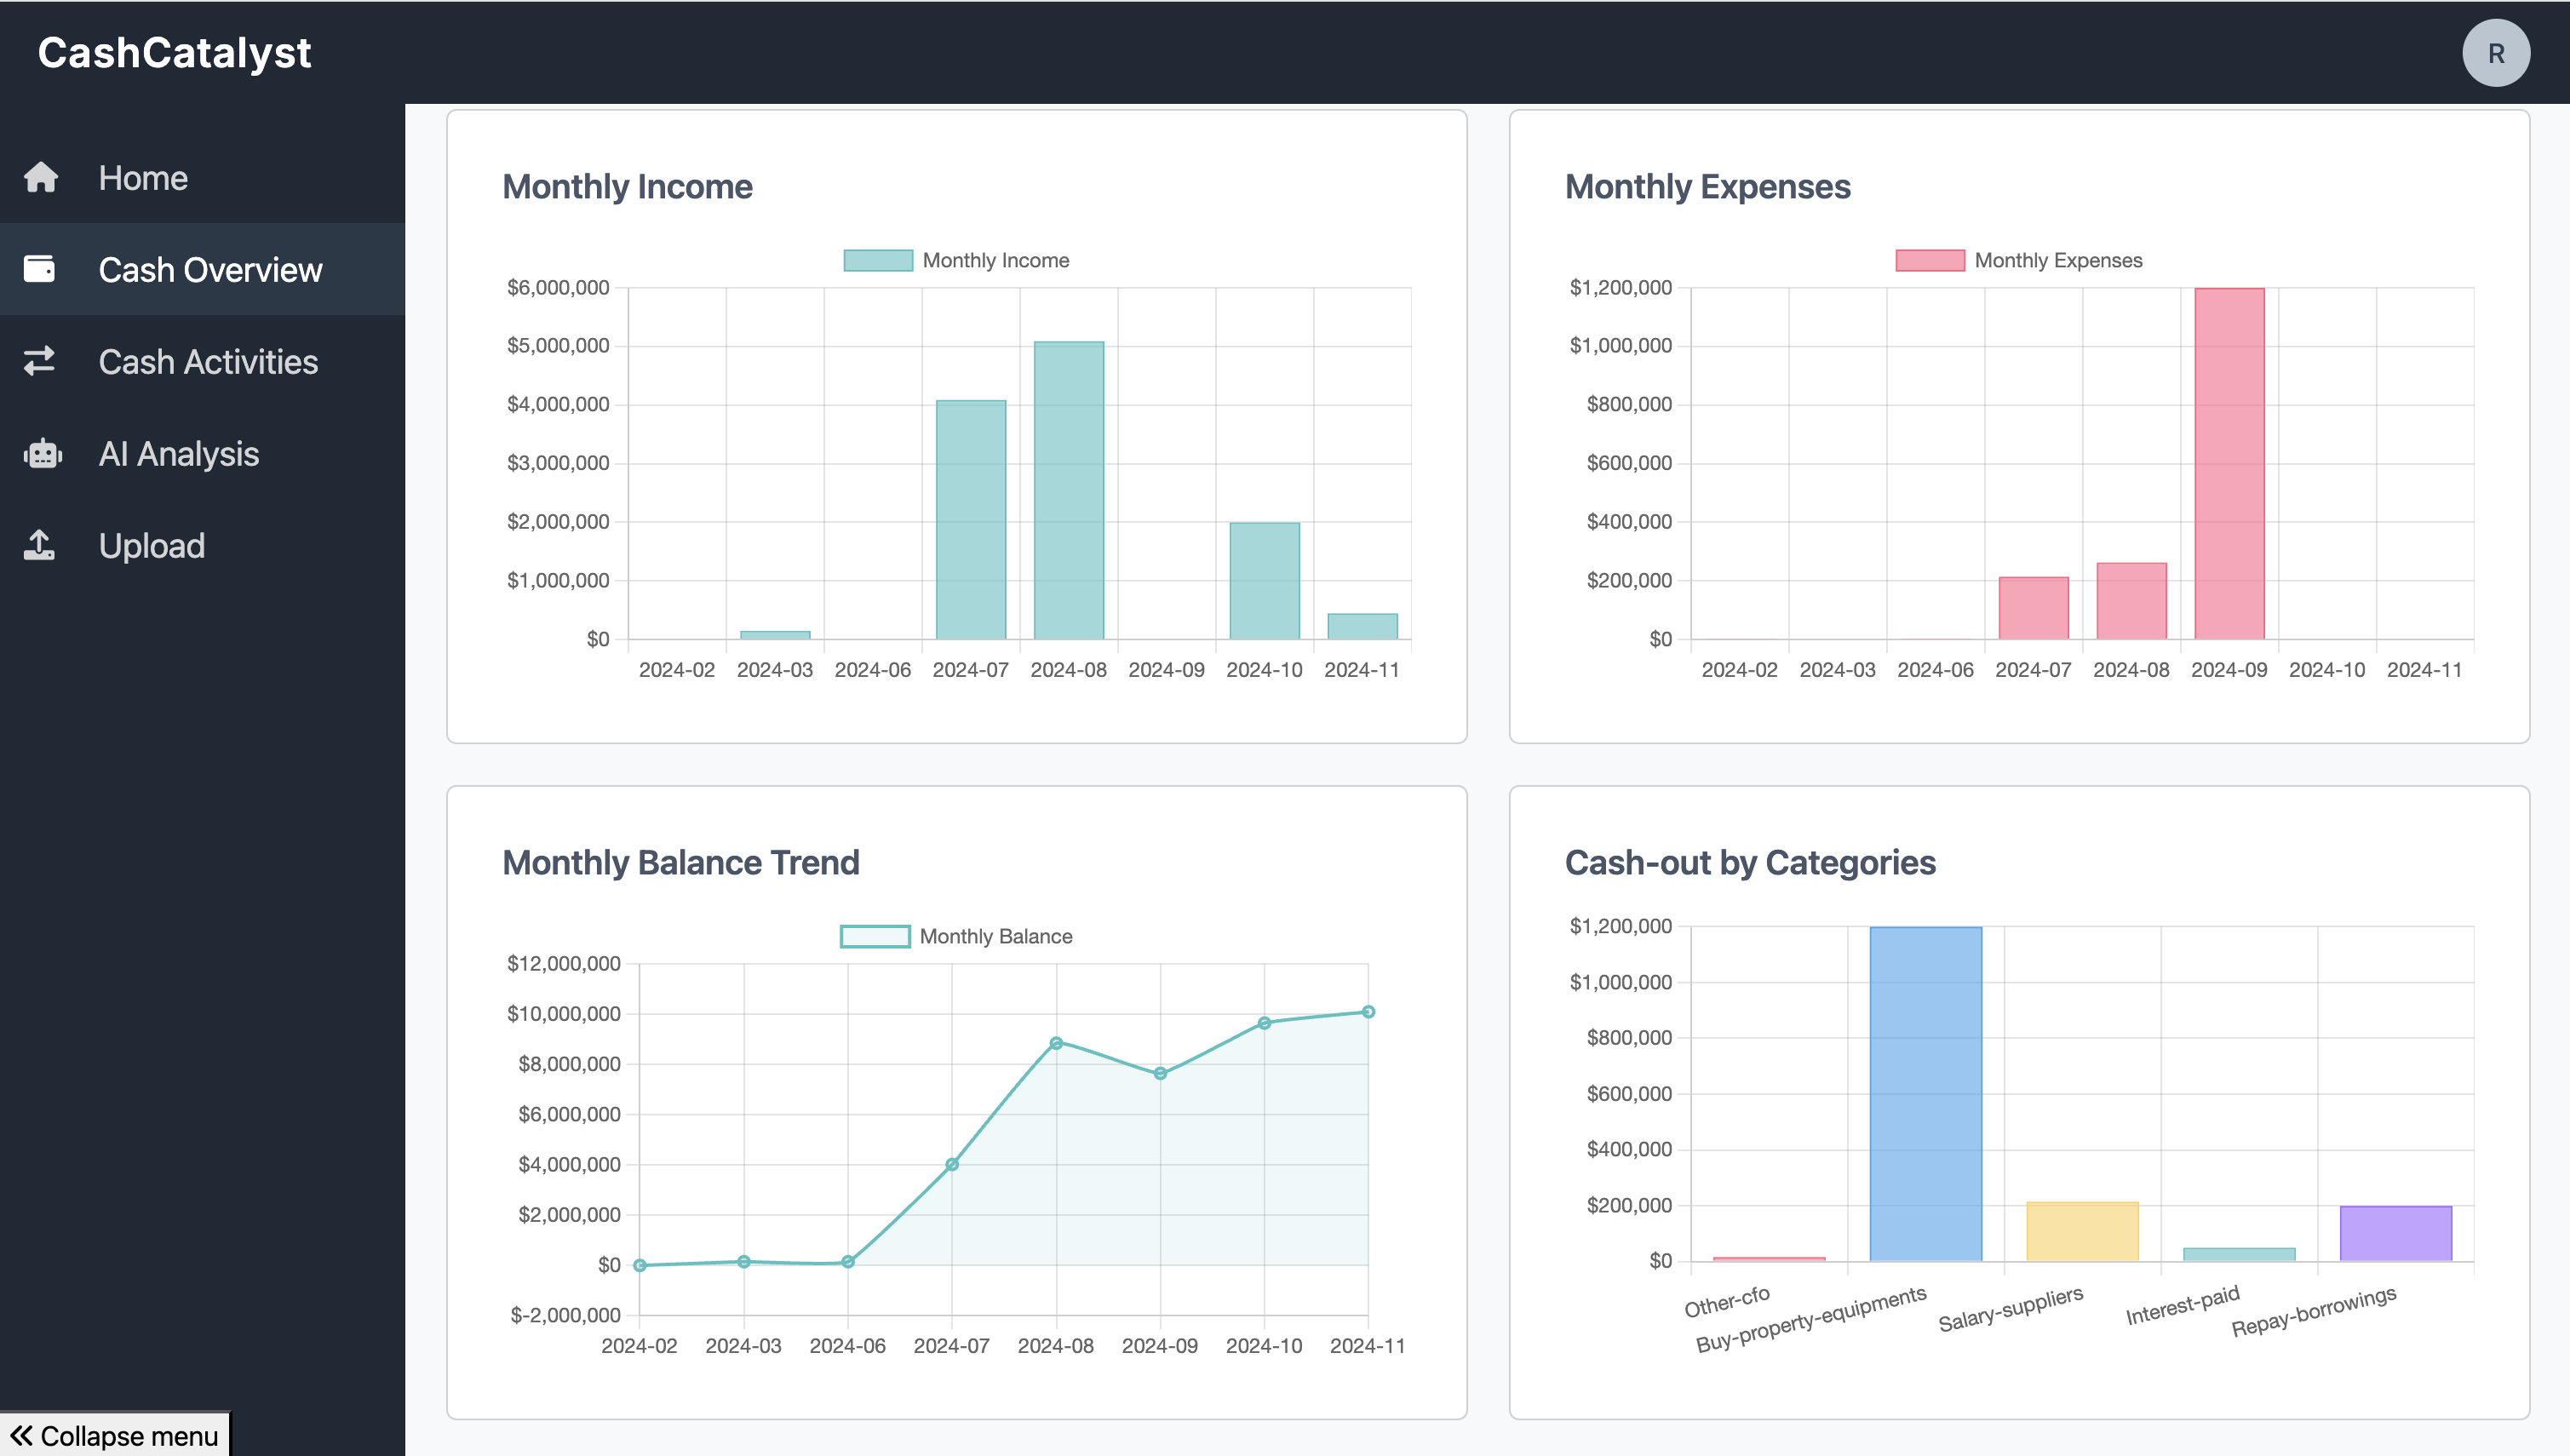 CashCatalyst
R
Home
Cash Overview
Cash Activities
AI Analysis
Upload
Collapse menu
Monthly Income
Monthly Income
$6,000,000
$5,000,000
$4,000,000
$3,000,000
$2,000,000
$1,000,000
$0
2024-02 2024-03 2024-06 2024-07 2024-08 2024-09 2024-10 2024-11
Monthly Expenses
Monthly Expenses
$1,200,000
$1,000,000
$800,000
$600,000
$400,000
$200,000
$0
2024-02 2024-03 2024-06 2024-07 2024-08 2024-09 2024-10 2024-11
Monthly Balance Trend
Monthly Balance
$12,000,000
$10,000,000
$8,000,000
$6,000,000
$4,000,000
$2,000,000
$0
$-2,000,000
2024-02 2024-03 2024-06 2024-07 2024-08 2024-09 2024-10 2024-11
Cash-out by Categories
$1,200,000
$1,000,000
$800,000
$600,000
$400,000
$200,000
$0
Other-cfo
Buy-property-equipments
Salary-suppliers
Interest-paid
Repay-borrowings